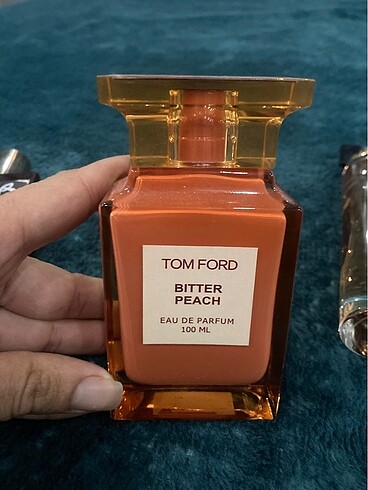 TOM FORD
BITTER
PEACH
EAU DE PARFUM
100 ML